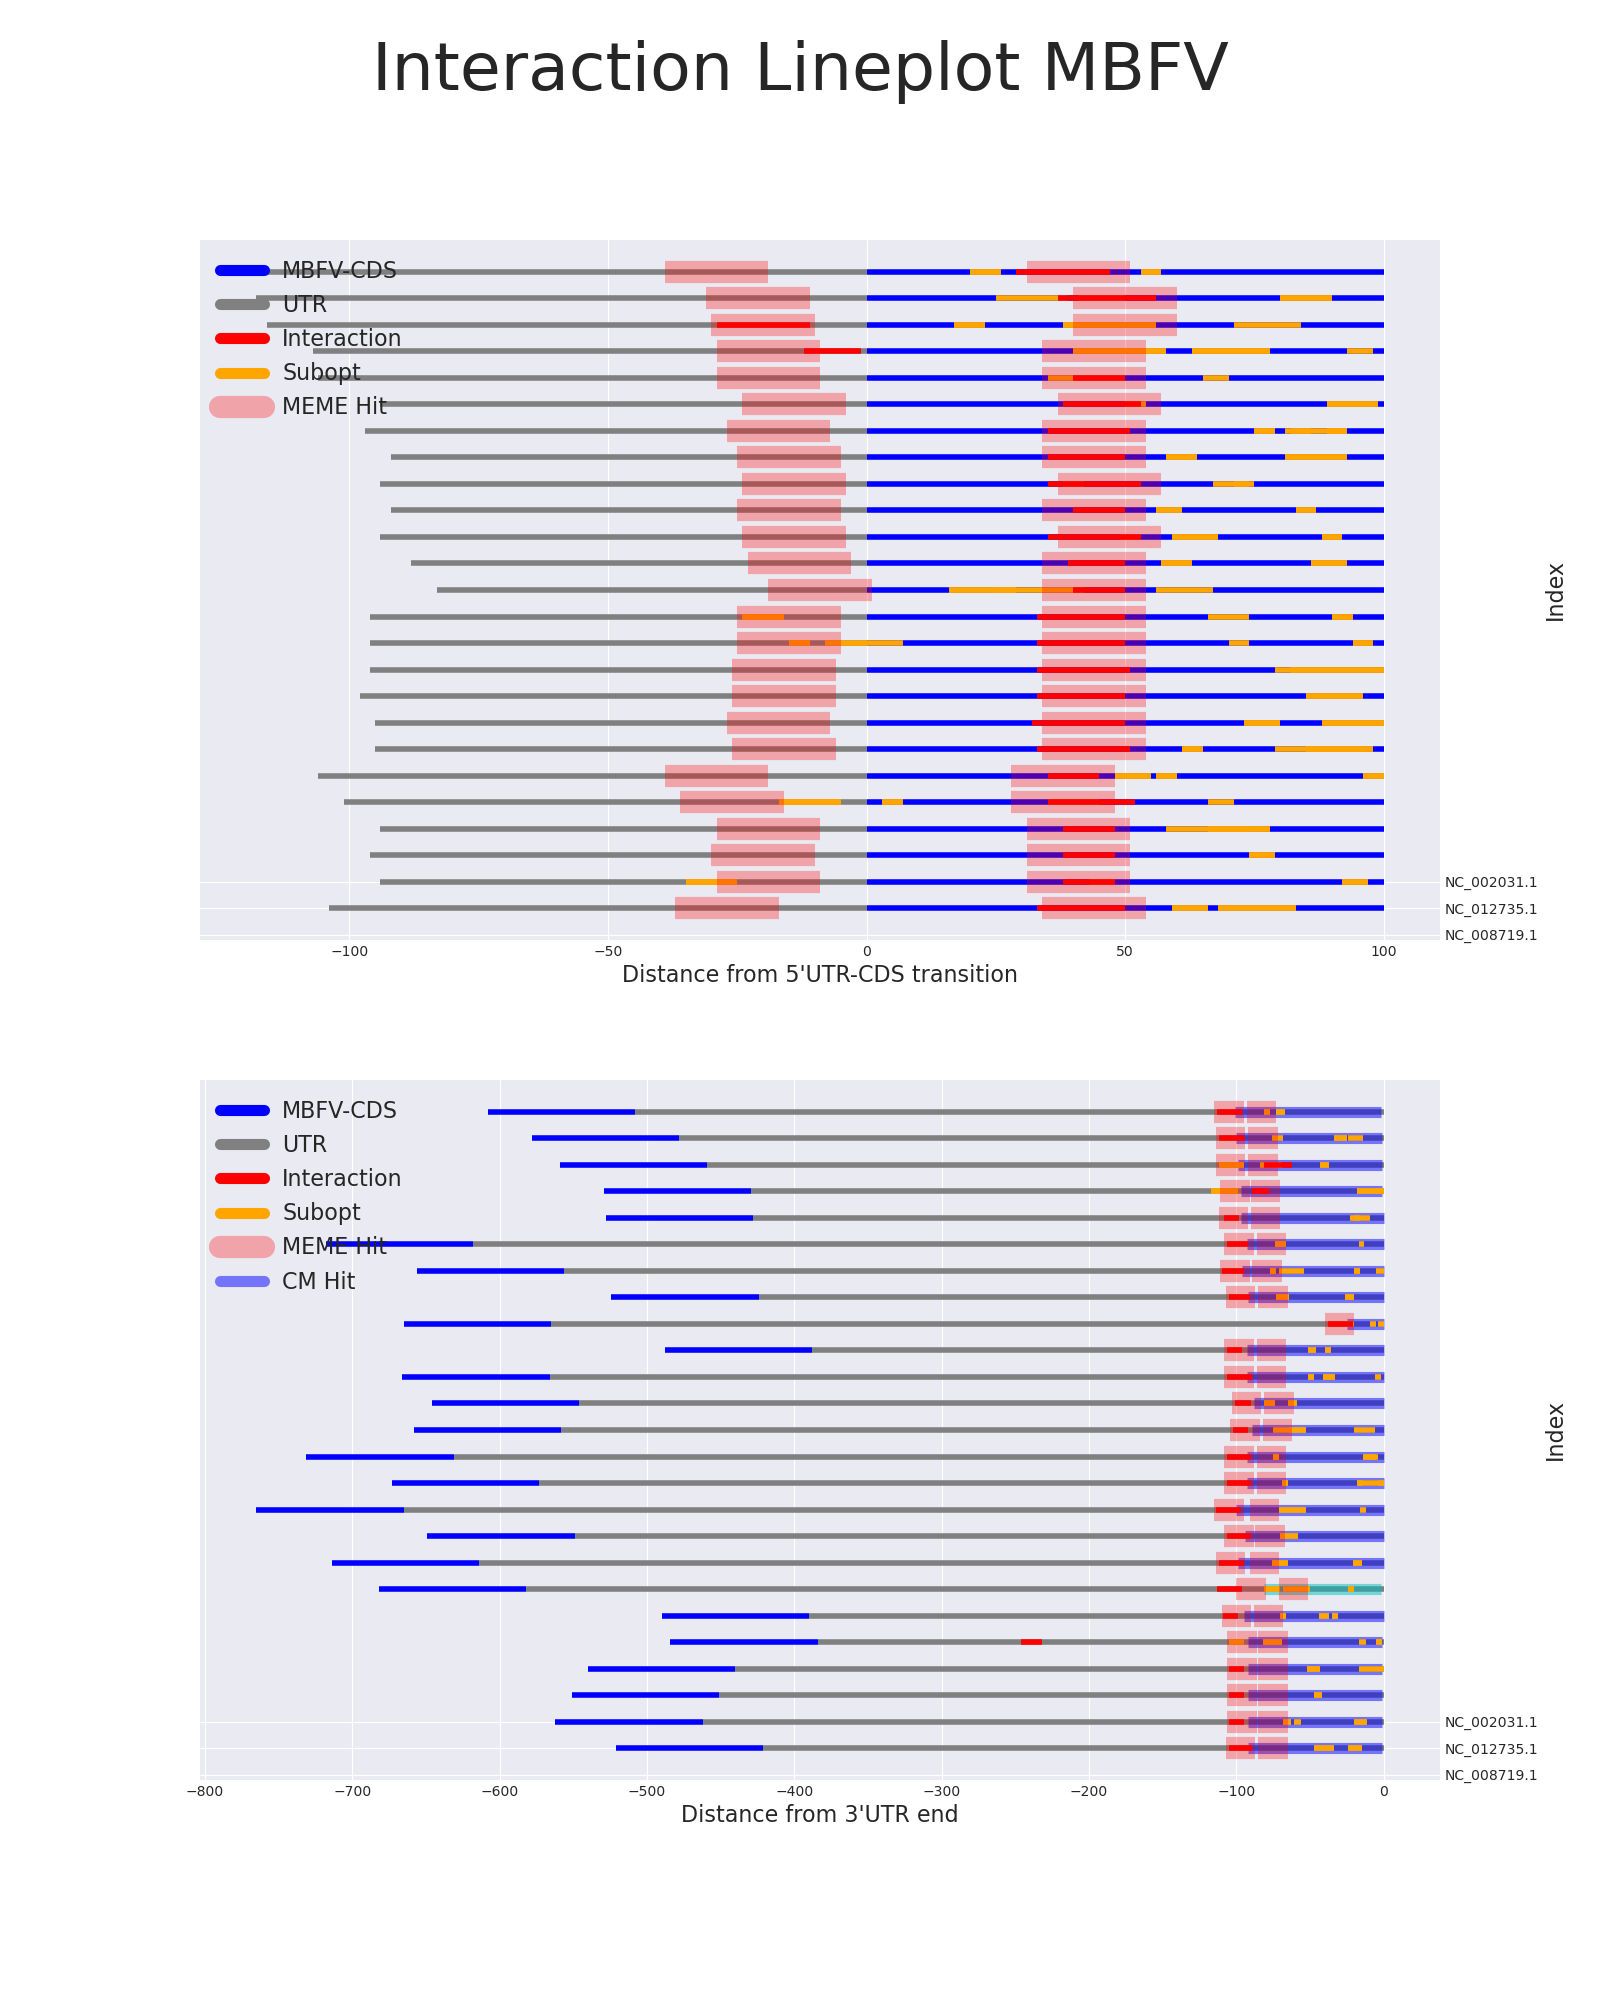 Interaction Lineplot MBFV
MBFV-CDS
UTR
Interaction
Subopt
MEME Hit
Index
NC_002031.1
NC_012735.1
NC_008719.1
−100 −50 0 50 100
Distance from 5'UTR-CDS transition
MBFV-CDS
UTR
Interaction
Subopt
MEME Hit
CM Hit
Index
NC_002031.1
NC_012735.1
NC_008719.1
−800 −700 −600 −500 −400 −300 −200 −100 0
Distance from 3'UTR end